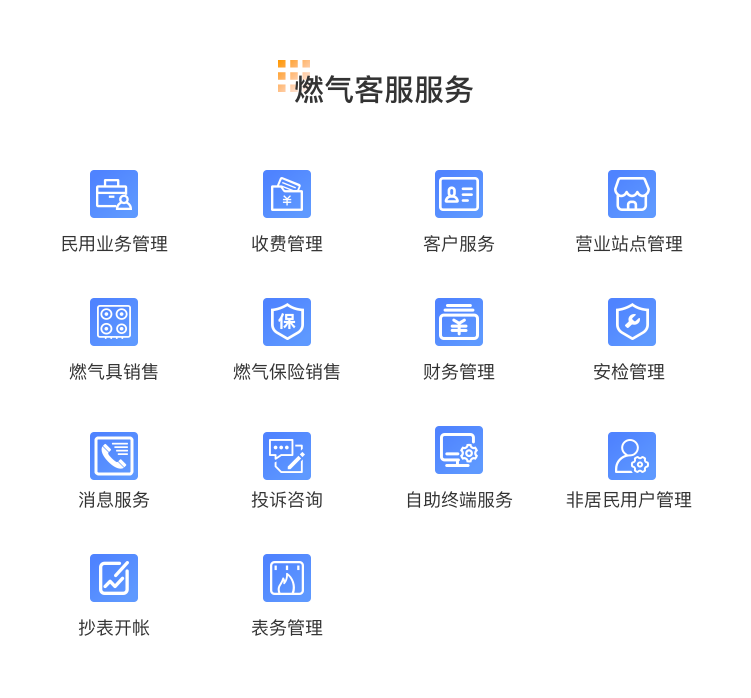 燃气客服服务
民用业务管理
收费管理
客户服务
营业站点管理
保
燃气具销售
燃气保险销售
财务管理
安检管理
消息服务
投诉咨询
自助终端服务
非居民用户管理
抄表开帐
表务管理